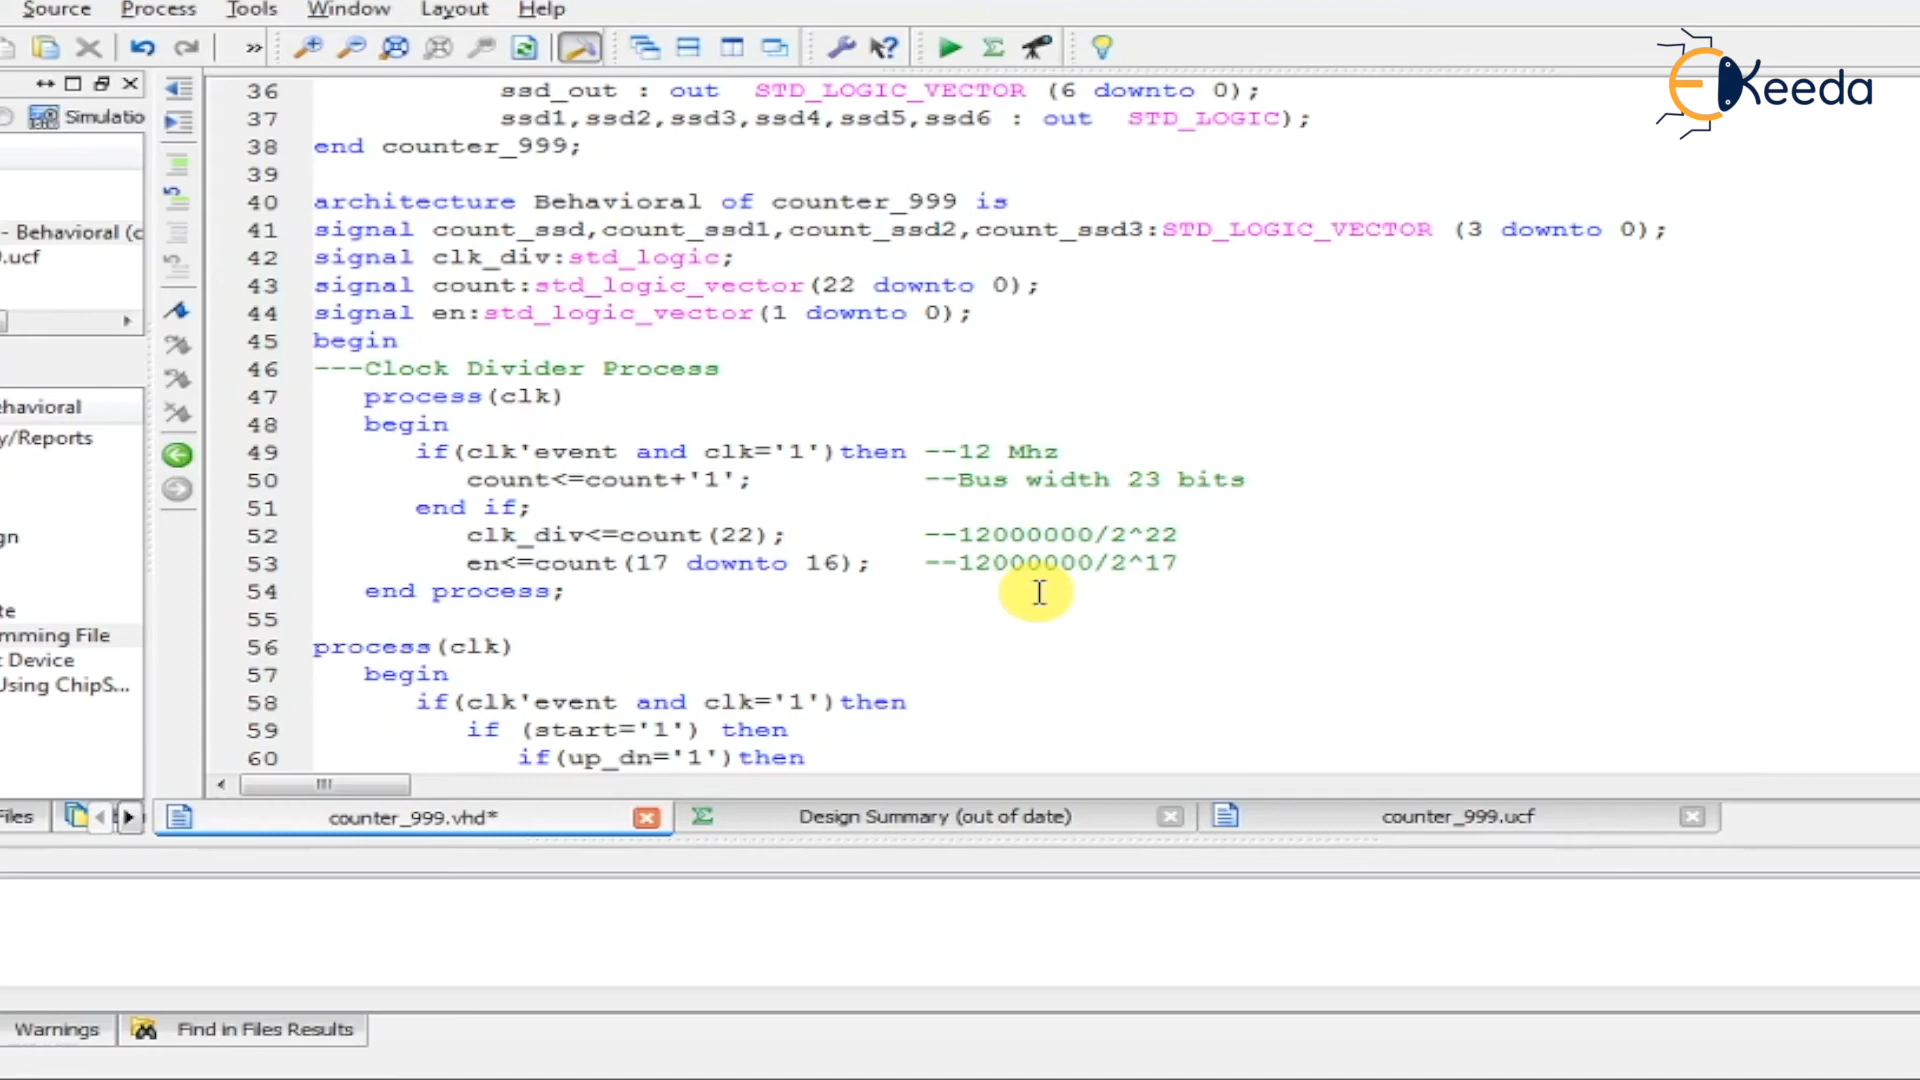 Source Process Tools Window Layout Help
»
Keeda
Simulatio
- Behavioral (c
.ucf
ehavioral
y/Reports
gn
te
mming File
t Device
Using ChipS...
36 ssd_out : out STD_LOGIC_VECTOR (6 downto 0);
37 ssd1,ssd2,ssd3,ssd4,ssd5,ssd6 : out STD_LOGIC);
38 end counter_999;
39
40 architecture Behavioral of counter_999 is
41 signal count_ssd,count_ssd1,count_ssd2,count_ssd3:STD_LOGIC_VECTOR (3 downto 0);
42 signal clk_div:std_logic;
43 signal count:std_logic_vector(22 downto 0);
44 signal en:std_logic_vector(1 downto 0);
45 begin
46 ---Clock Divider Process
47 process(clk)
48 begin
49 if(clk'event and clk='1')then --12 Mhz
50 count<=count+'1'; --Bus width 23 bits
51 end if;
52 clk_div<=count(22); --12000000/2^22
53 en<=count(17 downto 16); --12000000/2^17
54 end process;
55
56 process(clk)
57 begin
58 if(clk'event and clk='1')then
59 if (start='1') then
60 if(up_dn='1')then
Files
counter_999.vhd*
Design Summary (out of date)
counter_999.ucf
Warnings
Find in Files Results